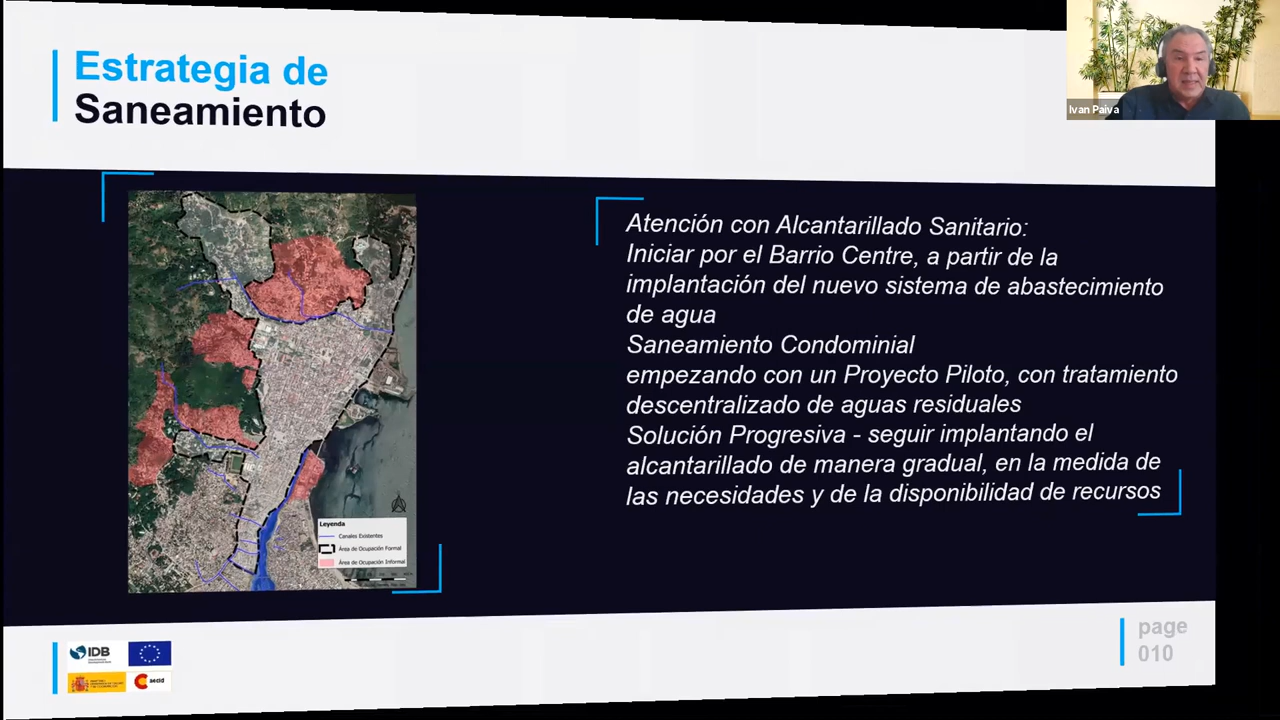 Estrategia de
Saneamiento
Ivan Paiva
Atención con Alcantarillado Sanitario:
Iniciar por el Barrio Centre, a partir de la
implantación del nuevo sistema de abastecimiento
de agua
Saneamiento Condominial
empezando con un Proyecto Piloto, con tratamiento
descentralizado de aguas residuales
Solución Progresiva - seguir implantando el
alcantarillado de manera gradual, en la medida de
las necesidades y de la disponibilidad de recursos
Leyenda
Canales Existentes
Área de Ocupación Formal
Área de Ocupación Informal
IDB
aecid
page
010